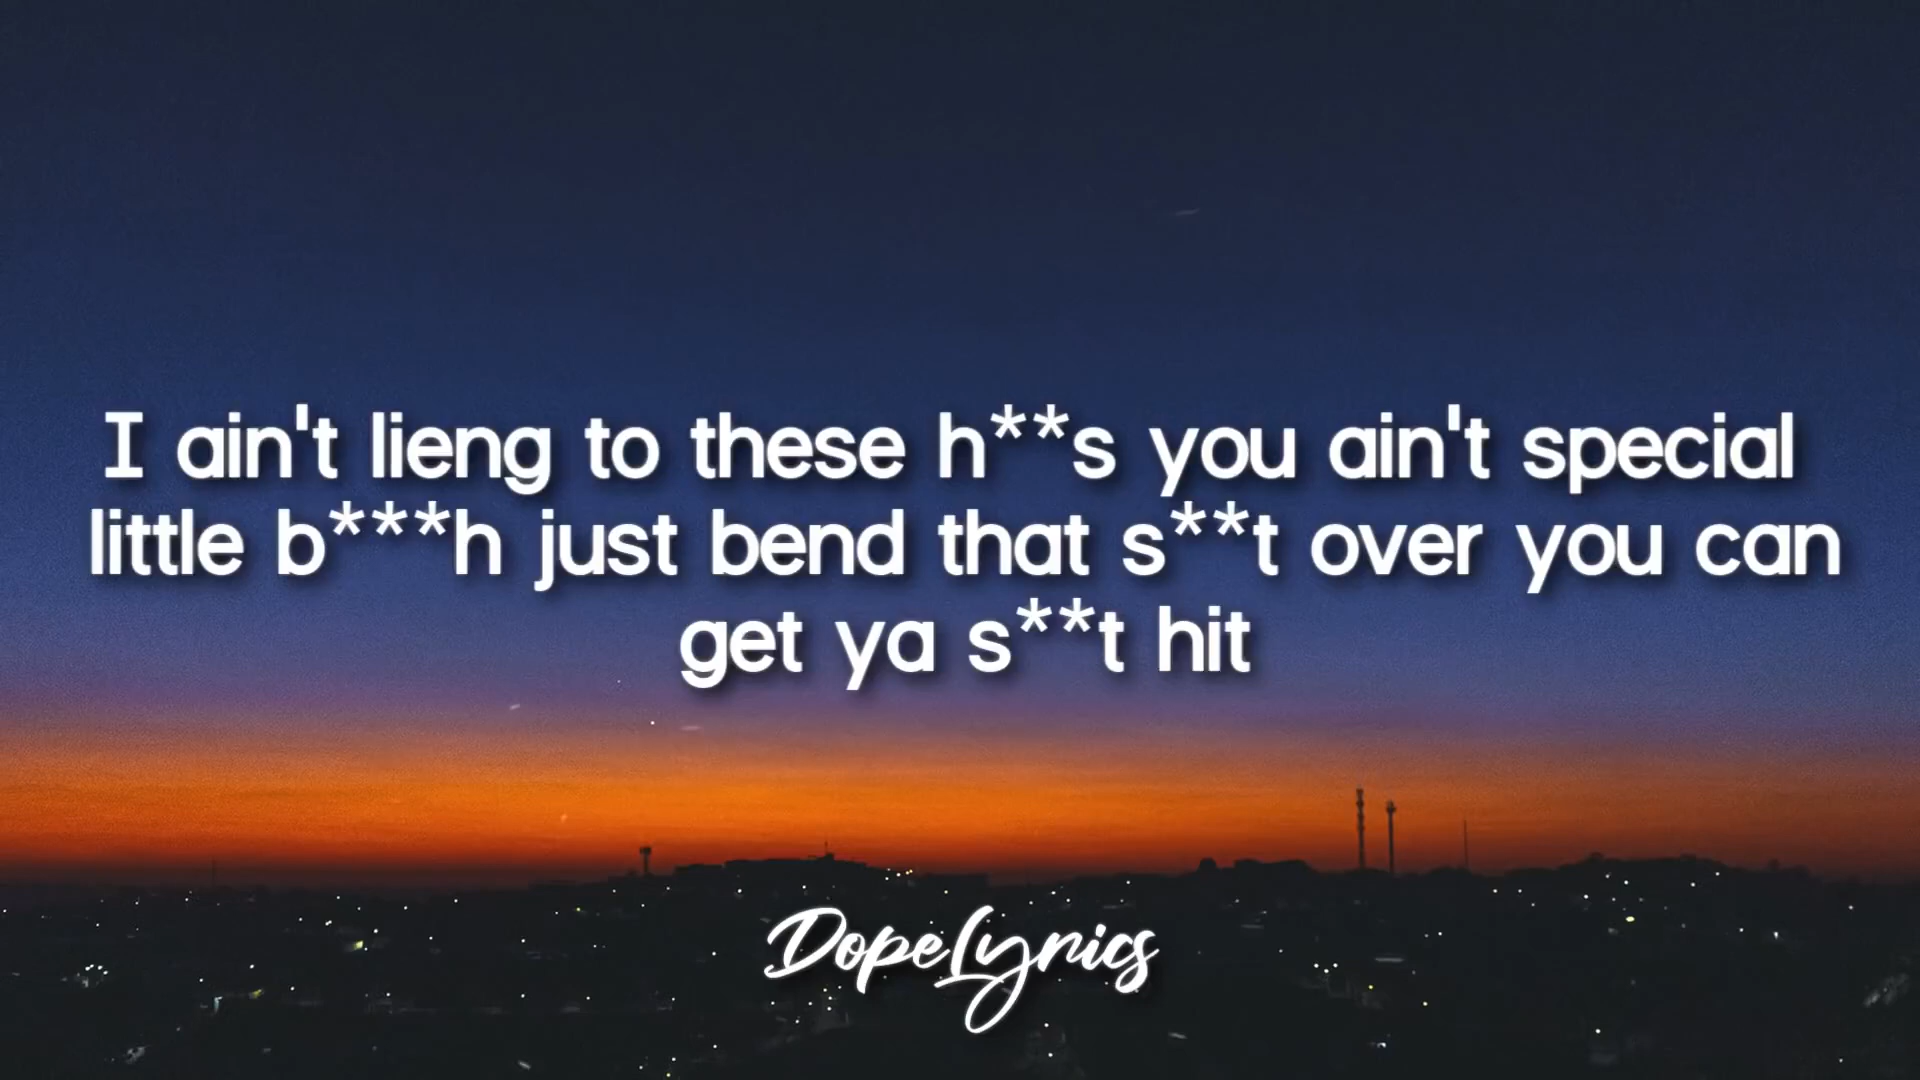 I ain't lieng to these h**s you ain't special
little b***h just bend that s**t over you can
get ya s**t hit
DopeLyrics